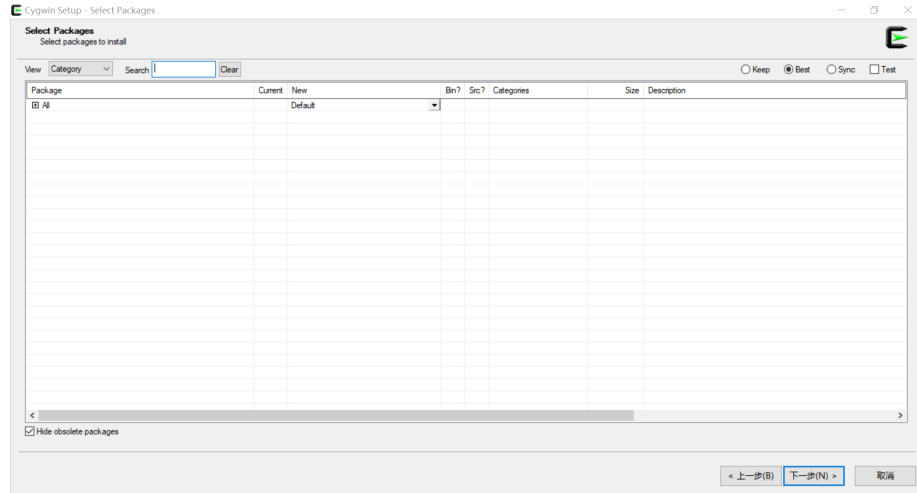 Cygwin Setup - Select Packages
Select Packages
Select packages to install
View Category Search Clear Keep Best Sync Test
Package Current New Bin? Src? Categories Size Description
All Default
Hide obsolete packages
< 上一步(B) 下一步(N) > 取消